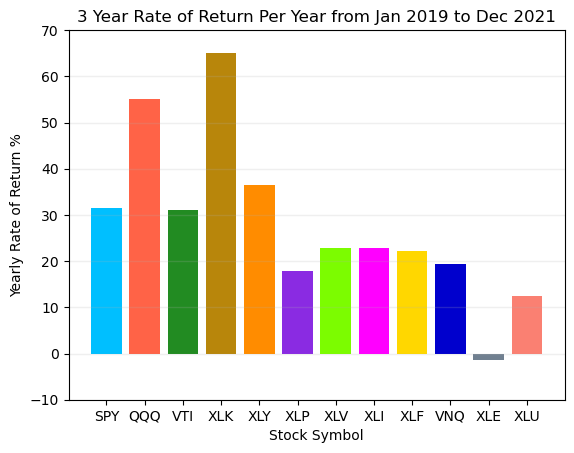 3 Year Rate of Return Per Year from Jan 2019 to Dec 2021
Yearly Rate of Return %
70
60
50
40
30
20
10
0
−10
SPY QQQ VTI XLK XLY XLP XLV XLI XLF VNQ XLE XLU
Stock Symbol